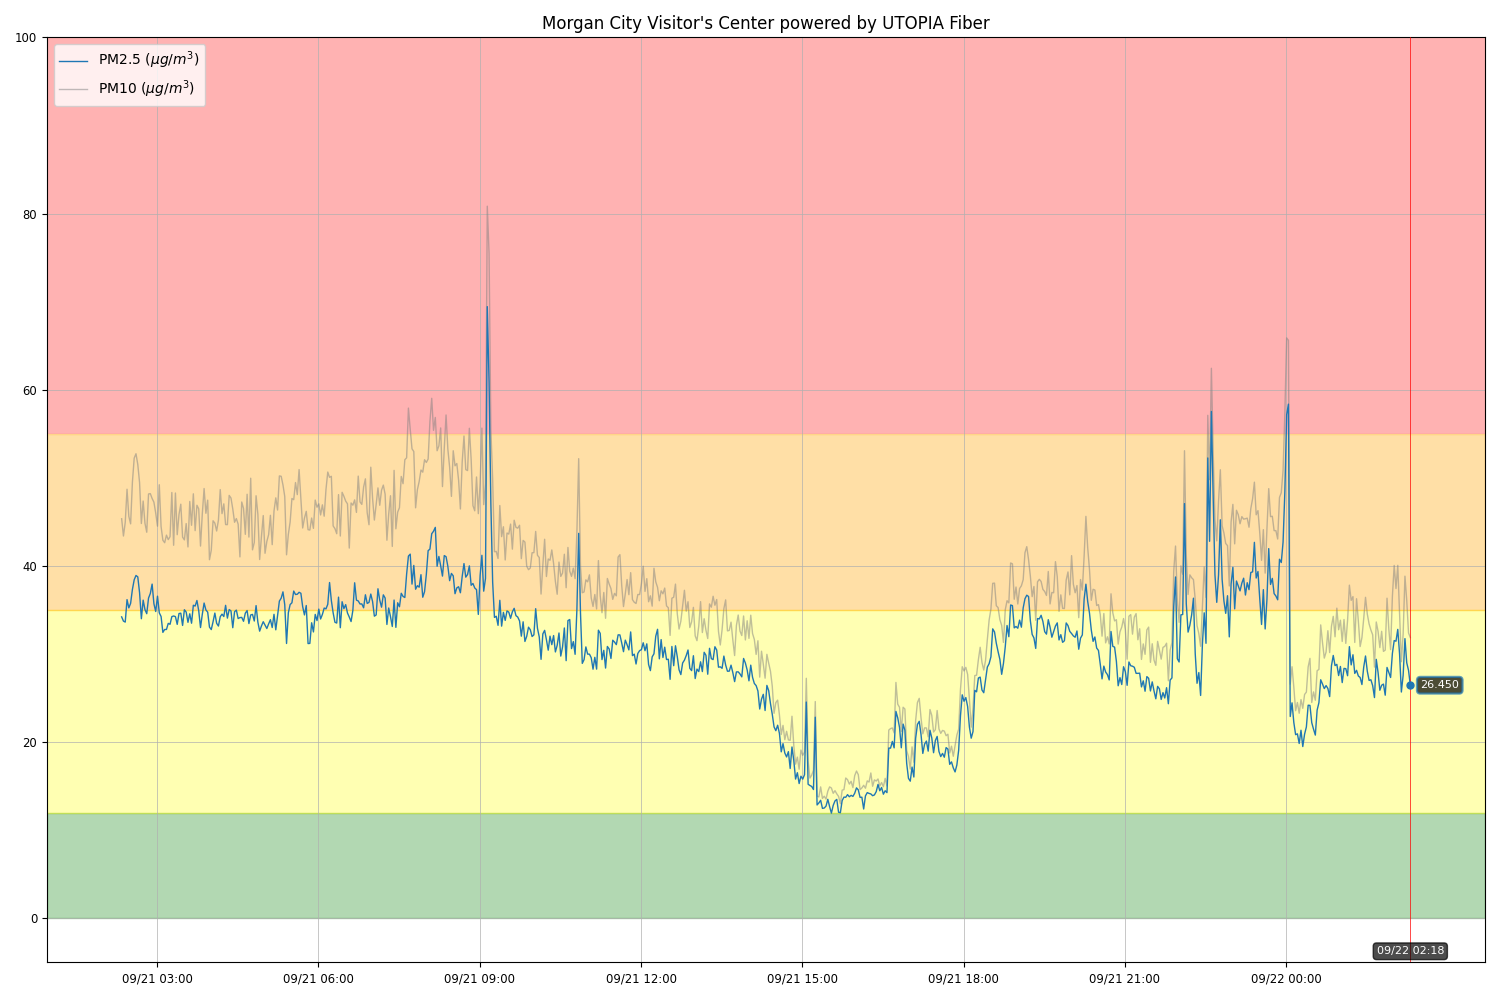 Morgan City Visitor's Center powered by UTOPIA Fiber
100
PM2.5 (μg/m³)
PM10 (μg/m³)
80
60
40
20
0
26.450
09/22 02:18
09/21 03:00 09/21 06:00 09/21 09:00 09/21 12:00 09/21 15:00 09/21 18:00 09/21 21:00 09/22 00:00